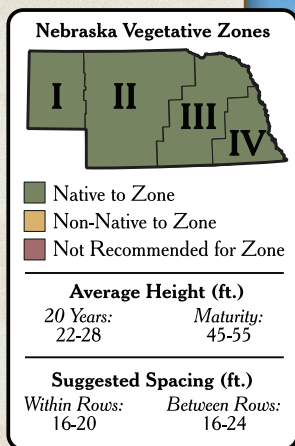 Nebraska Vegetative Zones
I II III IV
Native to Zone
Non-Native to Zone
Not Recommended for Zone
Average Height (ft.)
20 Years: Maturity:
22-28 45-55
Suggested Spacing (ft.)
Within Rows: Between Rows:
16-20 16-24